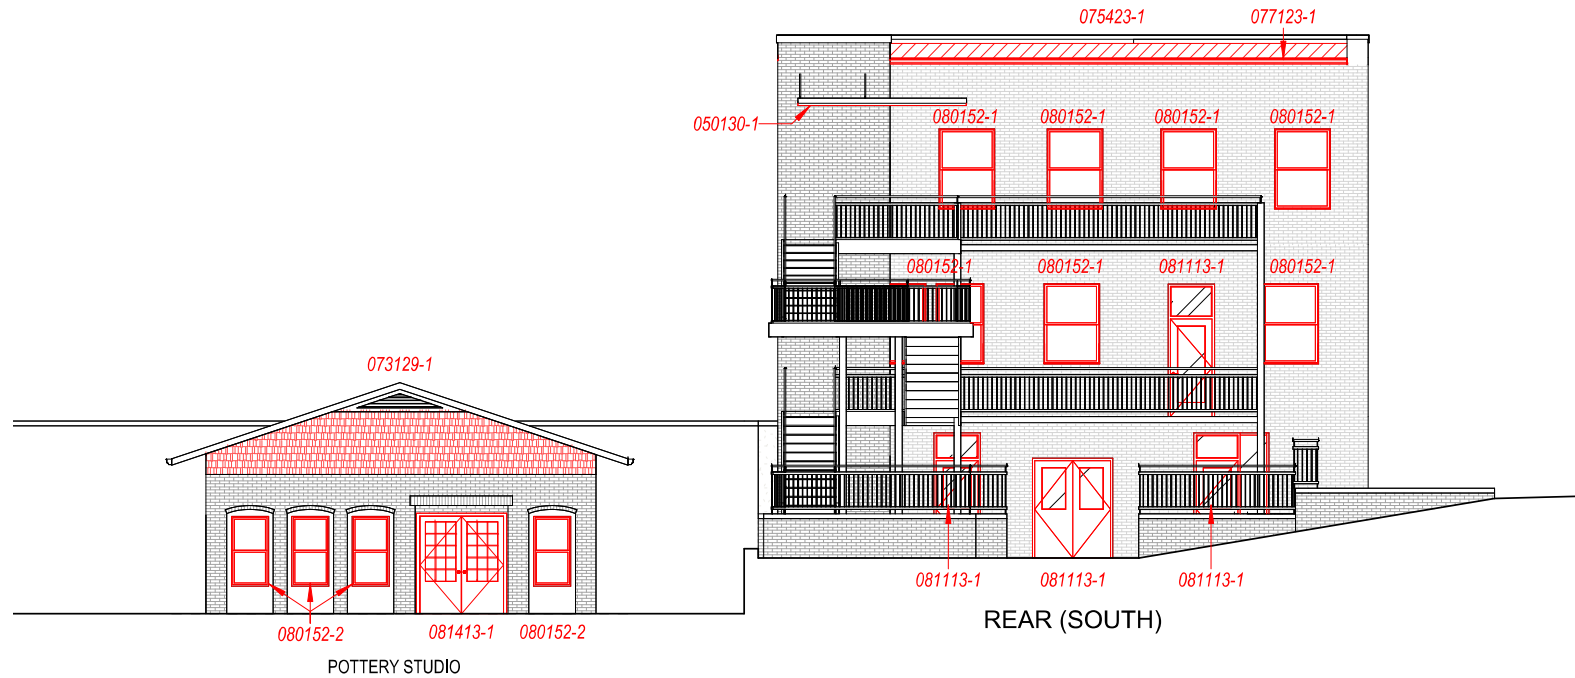 075423-1 077123-1
050130-1
080152-1 080152-1 080152-1 080152-1
080152-1 080152-1 081113-1 080152-1
073129-1
081113-1 081113-1 081113-1
REAR (SOUTH)
080152-2 081413-1 080152-2
POTTERY STUDIO